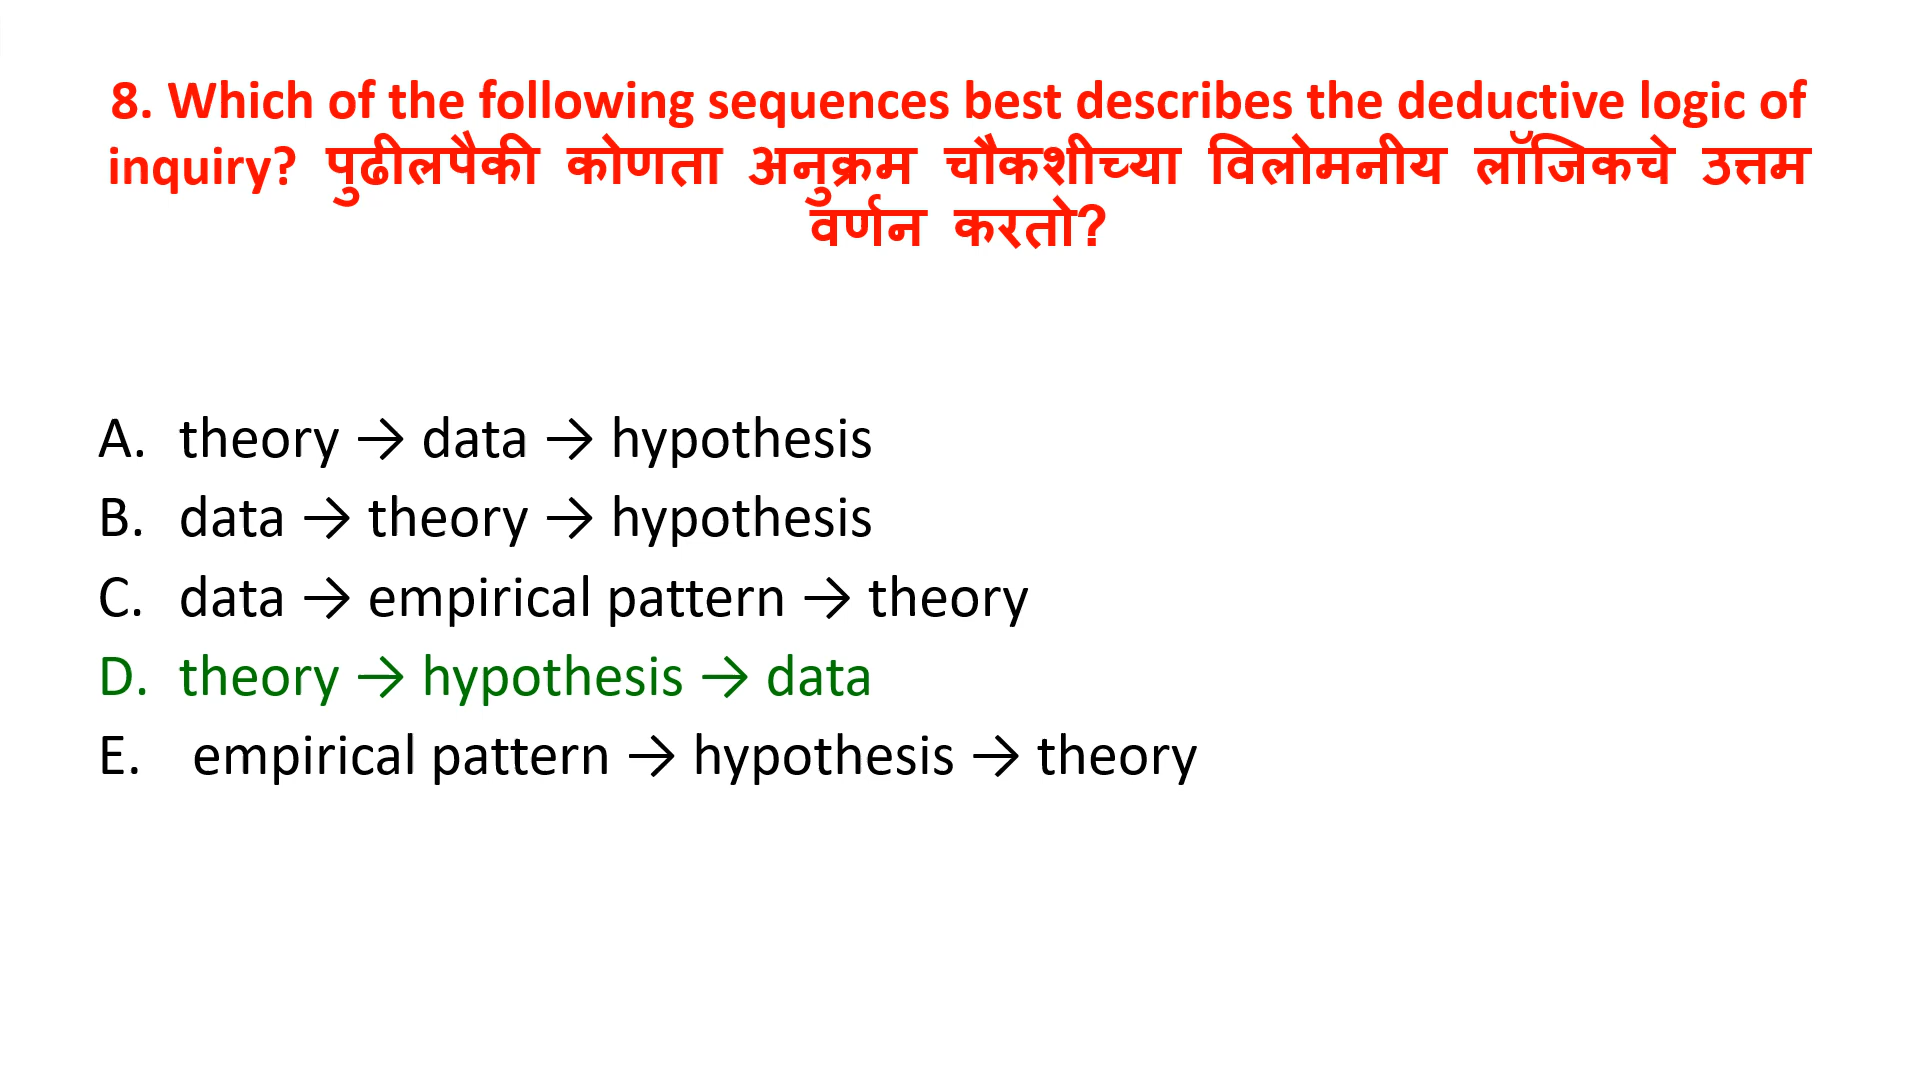 8. Which of the following sequences best describes the deductive logic of
inquiry? पुढीलपैकी कोणता अनुक्रम चौकशीच्या विलोमनीय लॉजिकचे उत्तम
वर्णन करतो?
A. theory → data → hypothesis
B. data → theory → hypothesis
C. data → empirical pattern → theory
D. theory → hypothesis → data
E. empirical pattern → hypothesis → theory